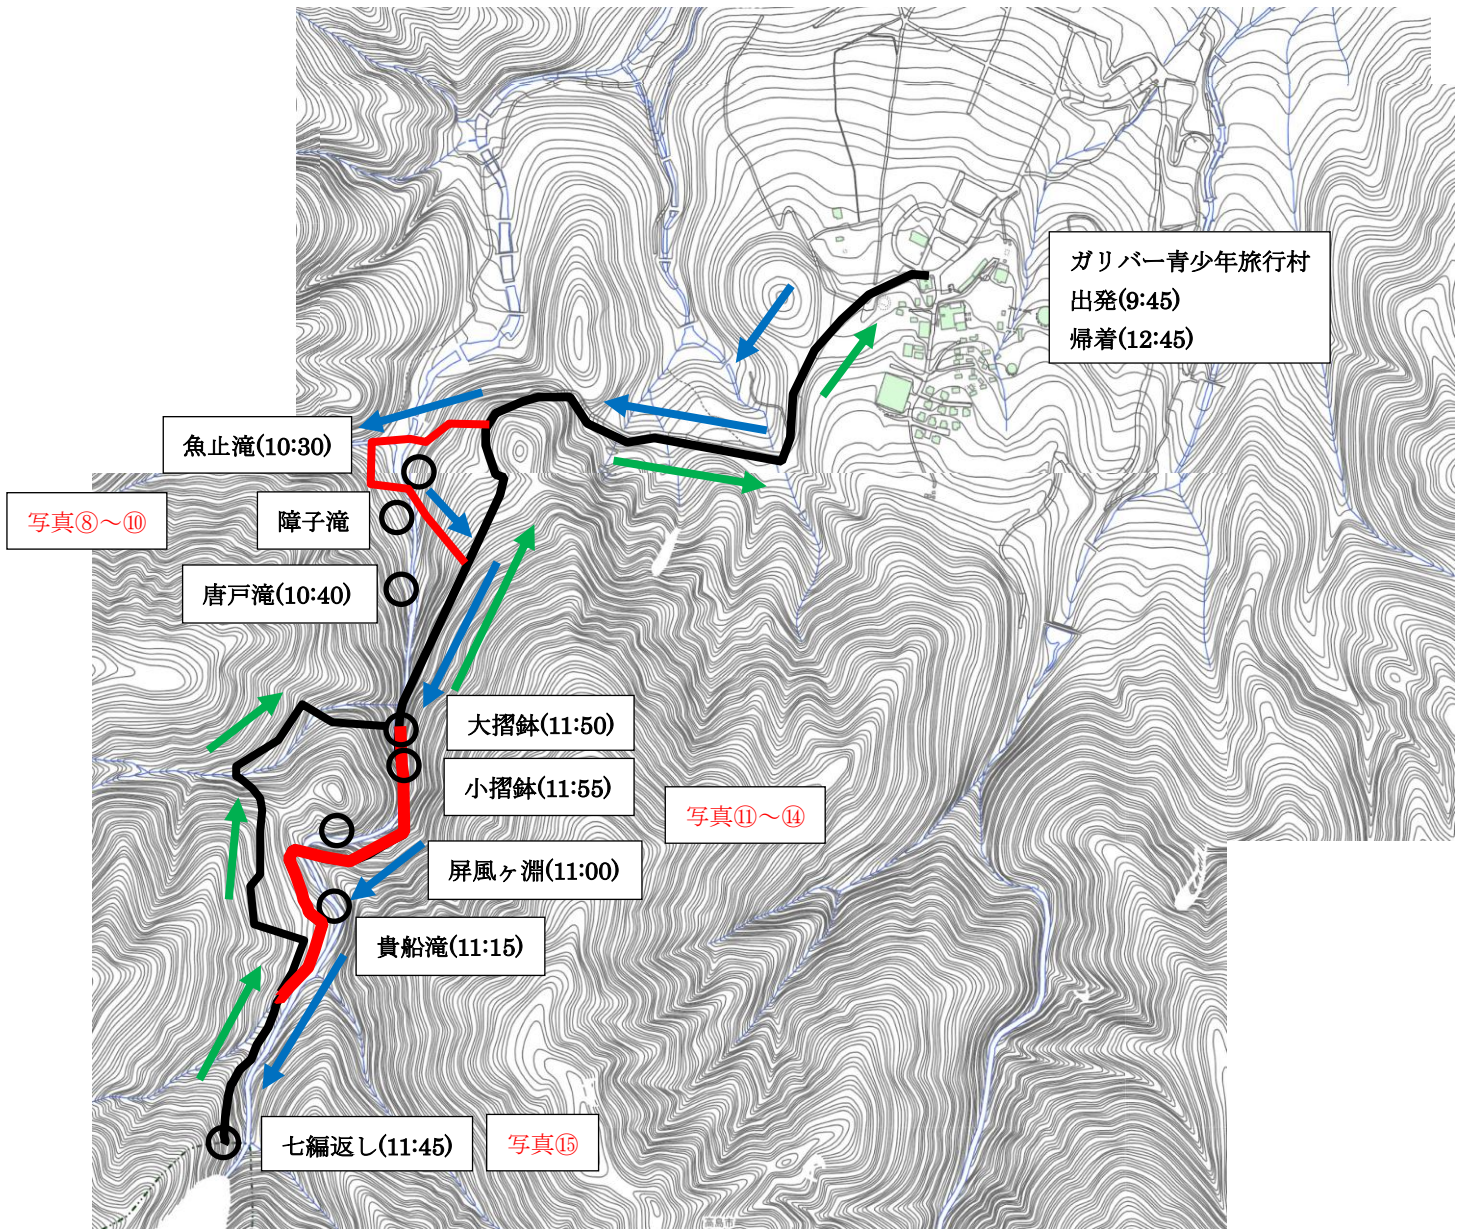 ガリバー青少年旅行村
出発(9:45)
帰着(12:45)
魚止滝(10:30)
写真⑧～⑩
障子滝
唐戸滝(10:40)
大摺鉢(11:50)
小摺鉢(11:55)
写真⑪～⑭
屏風ヶ淵(11:00)
貴船滝(11:15)
七編返し(11:45)
写真⑮
高島市